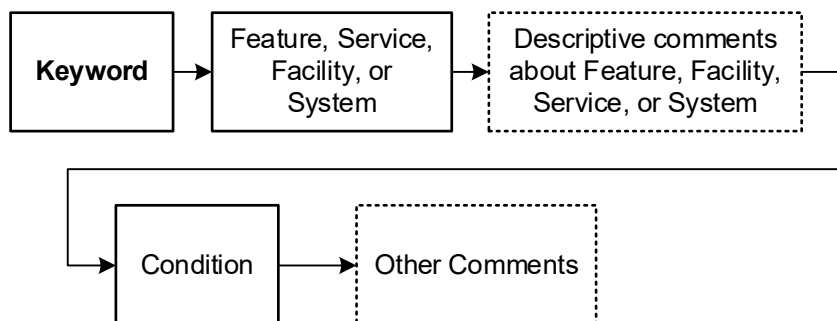 Keyword
Feature, Service,
Facility, or
System
Descriptive comments
about Feature, Facility,
Service, or System
Condition
Other Comments